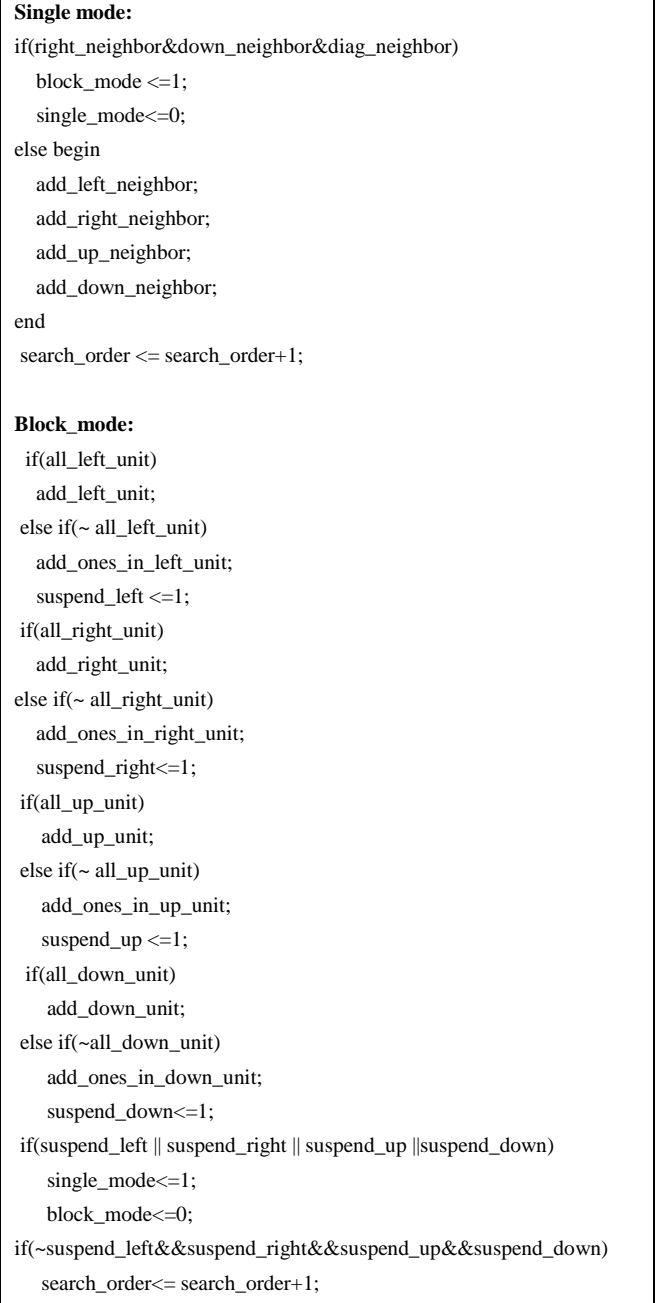 Single mode:
if(right_neighbor&down_neighbor&diag_neighbor)
block_mode <=1;
single_mode<=0;
else begin
add_left_neighbor;
add_right_neighbor;
add_up_neighbor;
add_down_neighbor;
end
search_order <= search_order+1;
Block_mode:
if(all_left_unit)
add_left_unit;
else if(~ all_left_unit)
add_ones_in_left_unit;
suspend_left <=1;
if(all_right_unit)
add_right_unit;
else if(~ all_right_unit)
add_ones_in_right_unit;
suspend_right<=1;
if(all_up_unit)
add_up_unit;
else if(~ all_up_unit)
add_ones_in_up_unit;
suspend_up <=1;
if(all_down_unit)
add_down_unit;
else if(~all_down_unit)
add_ones_in_down_unit;
suspend_down<=1;
if(suspend_left || suspend_right || suspend_up ||suspend_down)
single_mode<=1;
block_mode<=0;
if(~suspend_left&&suspend_right&&suspend_up&&suspend_down)
search_order<= search_order+1;